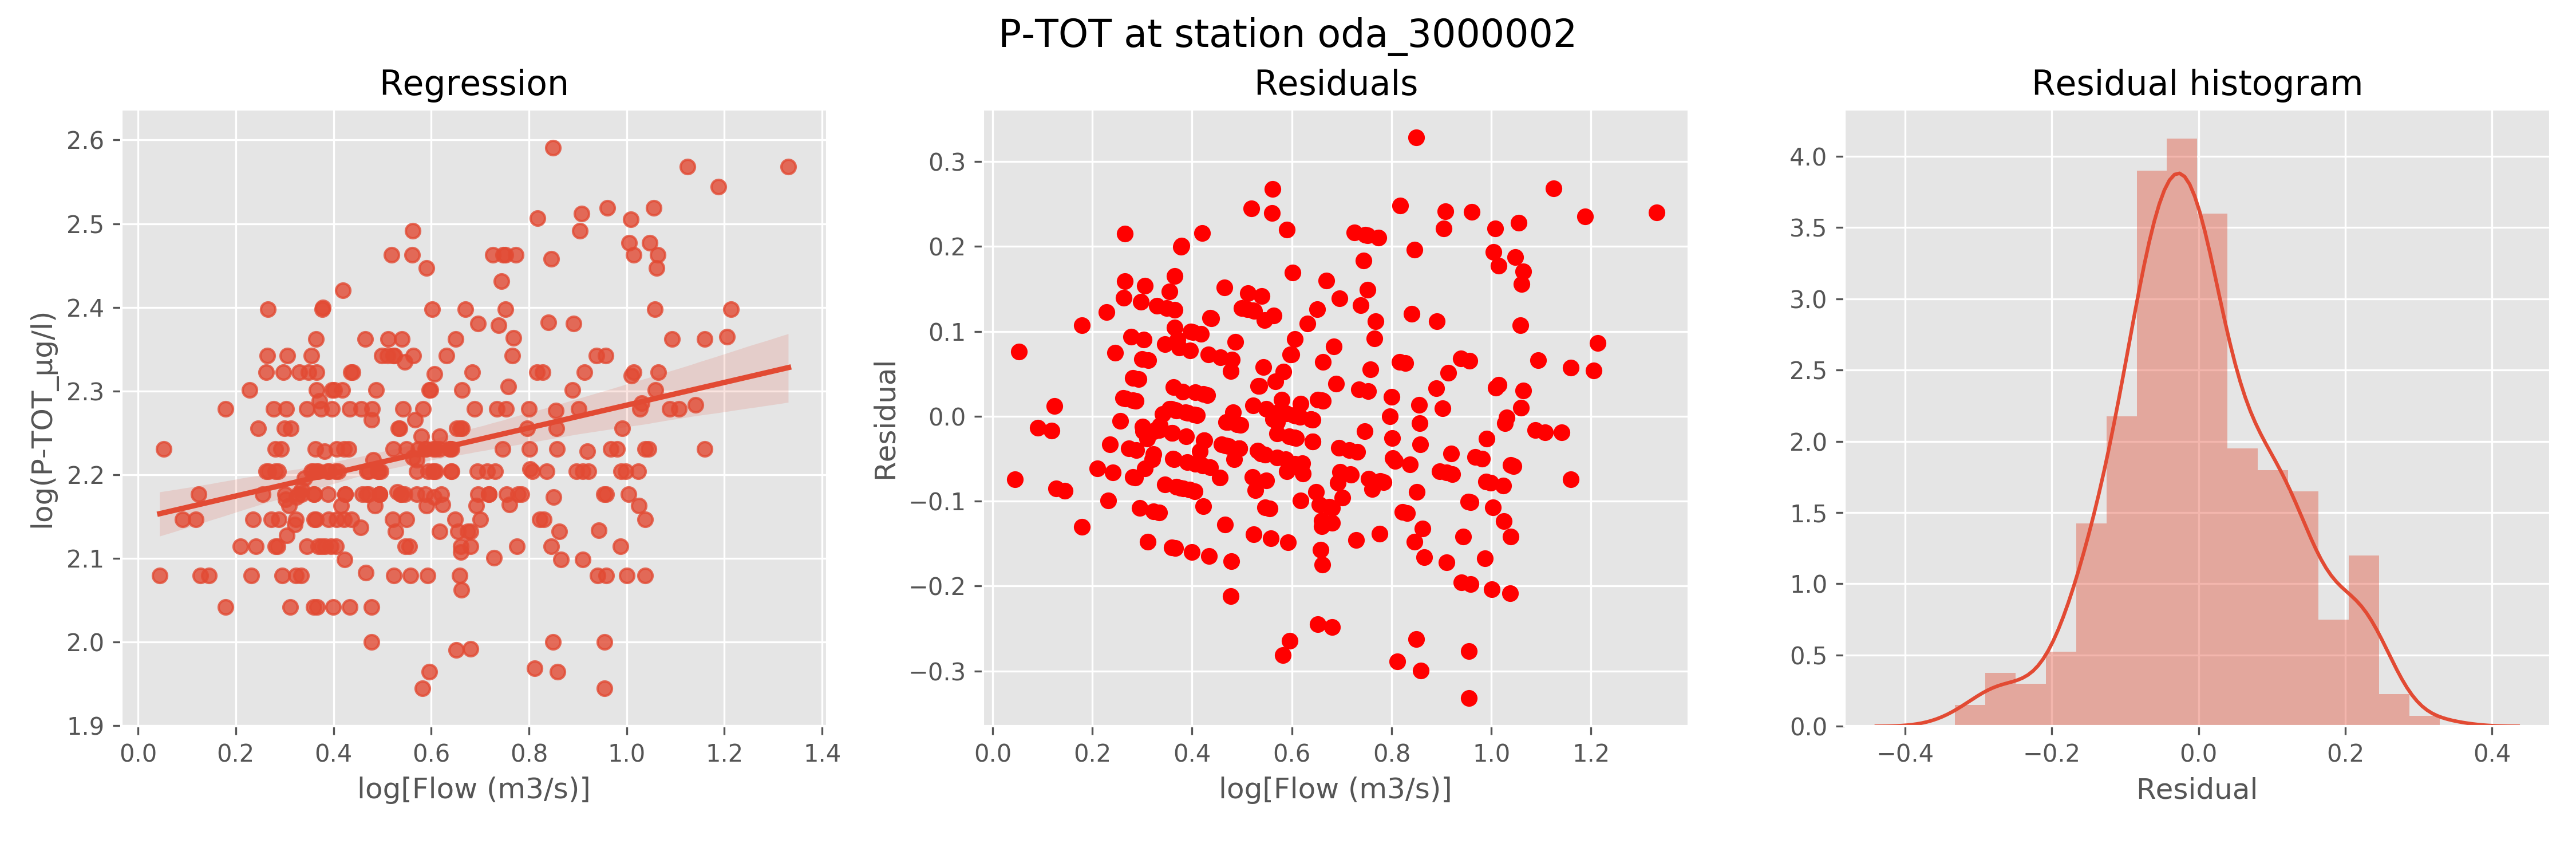 P-TOT at station oda_3000002
Regression
2.6
2.5
2.4
2.3
2.2
2.1
2.0
1.9
log(P-TOT_µg/l)
0.0 0.2 0.4 0.6 0.8 1.0 1.2 1.4
log[Flow (m3/s)]
Residuals
0.3
0.2
0.1
0.0
−0.1
−0.2
−0.3
Residual
0.0 0.2 0.4 0.6 0.8 1.0 1.2
log[Flow (m3/s)]
Residual histogram
4.0
3.5
3.0
2.5
2.0
1.5
1.0
0.5
0.0
−0.4 −0.2 0.0 0.2 0.4
Residual